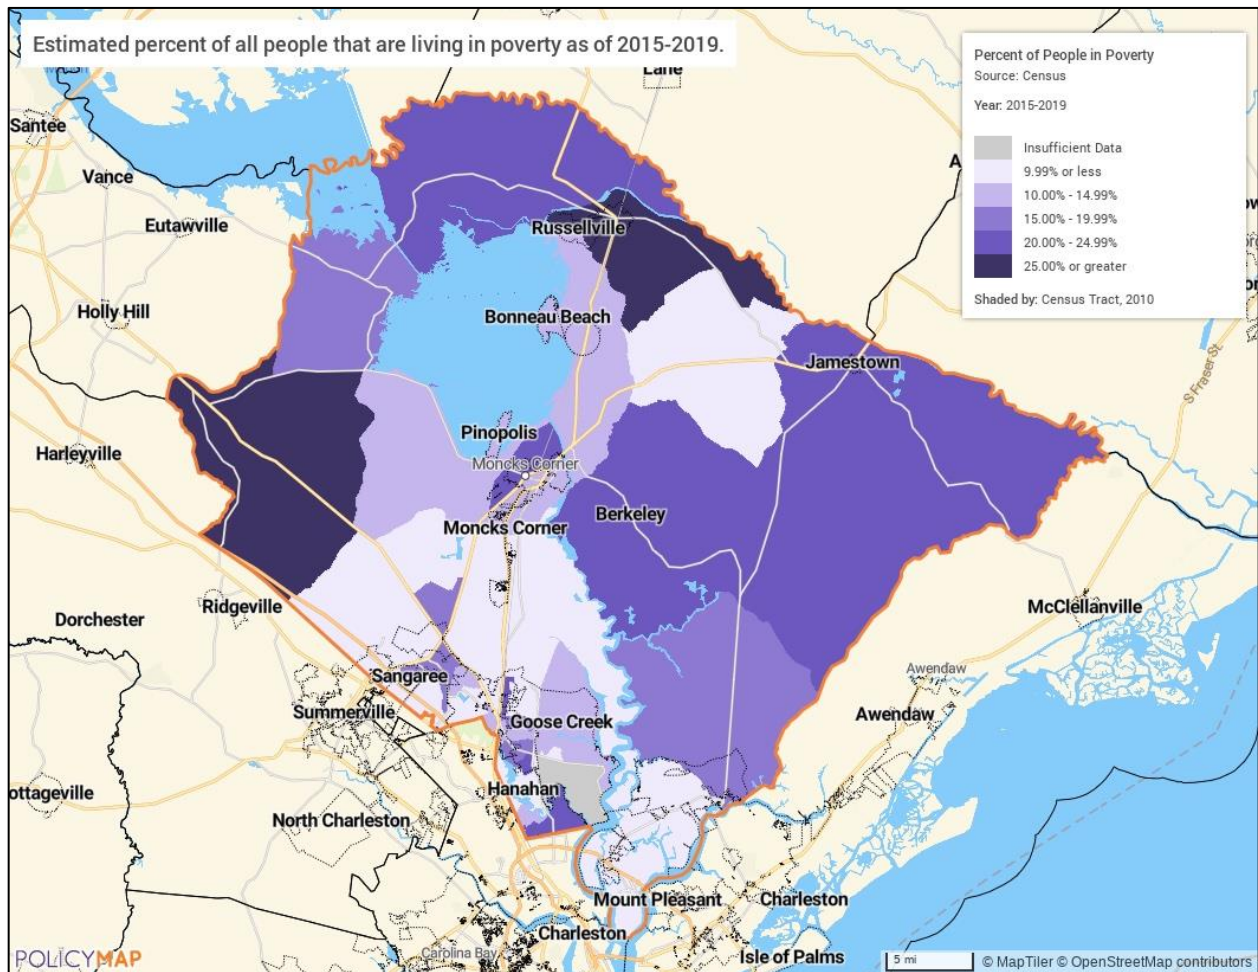 Estimated percent of all people that are living in poverty as of 2015-2019.
Percent of People in Poverty
Source: Census
Year: 2015-2019
Insufficient Data
9.99% or less
10.00% - 14.99%
15.00% - 19.99%
20.00% - 24.99%
25.00% or greater
Shaded by: Census Tract, 2010
Lane
Santee
Vance
Eutawville
Russellville
Holly Hill
Bonneau Beach
Jamestown
S Fraser St
Pinopolis
Harleyville
Moncks Corner
Berkeley
Moncks Corner
Ridgeville
McClellanville
Dorchester
Awendaw
Sangaree
Summerville
Goose Creek
Awendaw
Hanahan
ottageville
North Charleston
Mount Pleasant
Charleston
Charleston
Carolina Bay
Isle of Palms
POLICYMAP
5 mi
© MapTiler © OpenStreetMap contributors